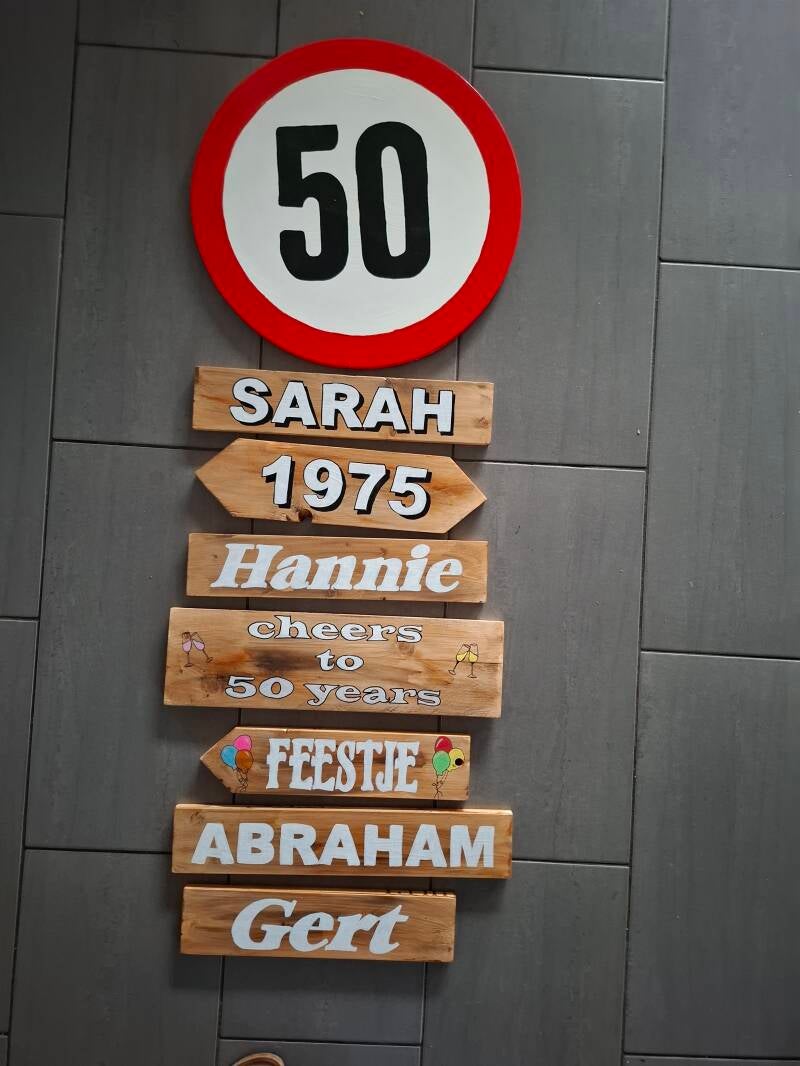 50
SARAH
1975
Hannie
cheers
to
50 years
FEESTJE
ABRAHAM
Gert